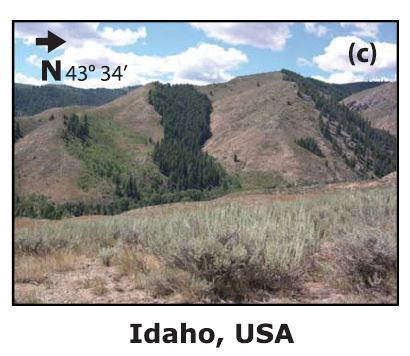 (c)
N 43° 34'
Idaho, USA